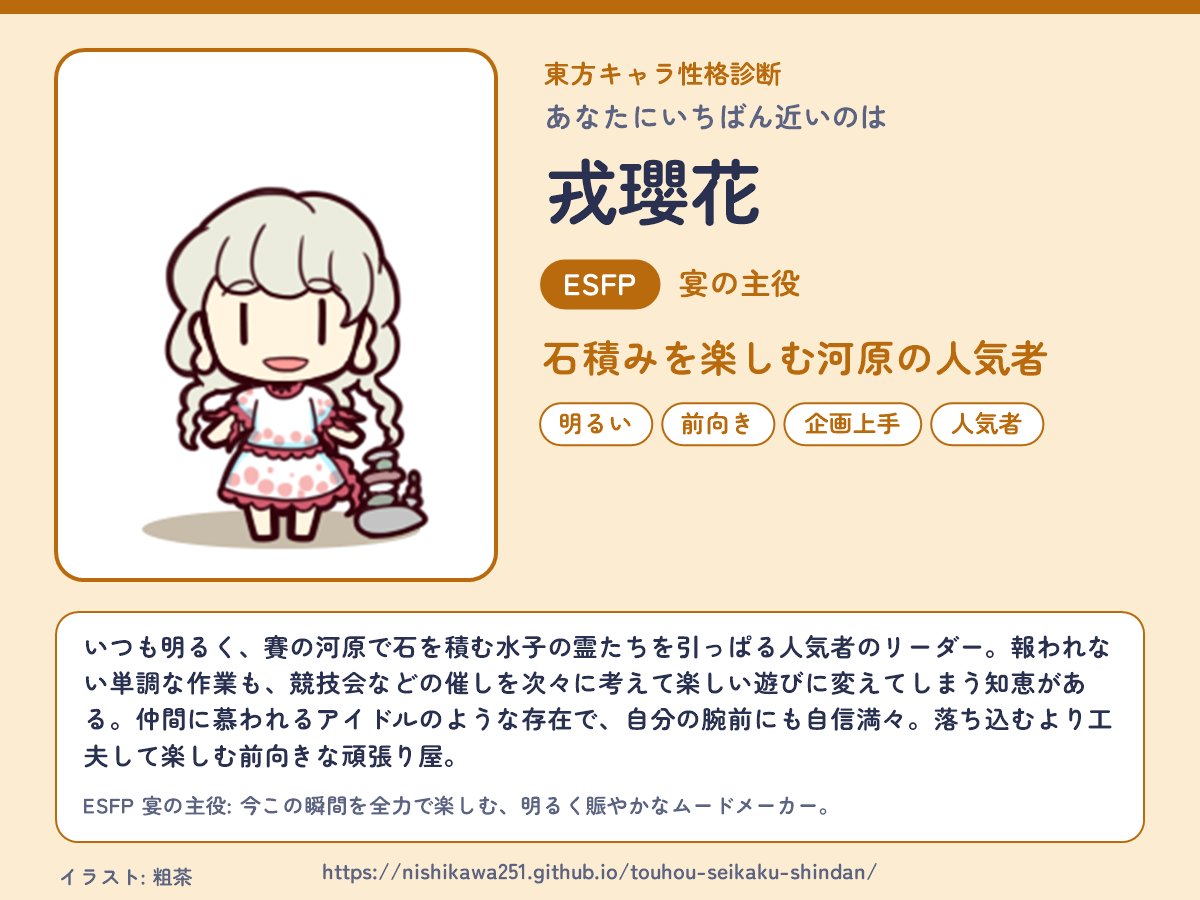 東方キャラ性格診断
あなたにいちばん近いのは
戎瓔花
ESFP 宴の主役
石積みを楽しむ河原の人気者
明るい 前向き 企画上手 人気者
いつも明るく、賽の河原で石を積む水子の霊たちを引っぱる人気者のリーダー。報われな
い単調な作業も、競技会などの催しを次々に考えて楽しい遊びに変えてしまう知恵があ
る。仲間に慕われるアイドルのような存在で、自分の腕前にも自信満々。落ち込むより工
夫して楽しむ前向きな頑張り屋。
ESFP 宴の主役: 今この瞬間を全力で楽しむ、明るく賑やかなムードメーカー。
イラスト: 粗茶
https://nishikawa251.github.io/touhou-seikaku-shindan/